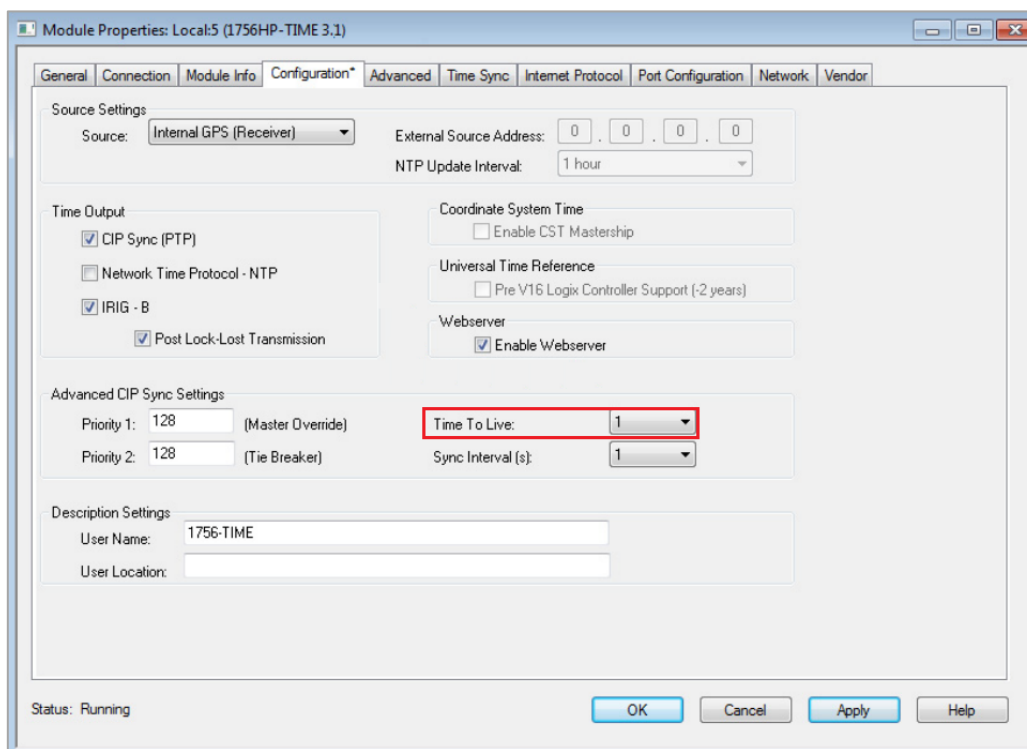 Module Properties: Local:5 (1756HP-TIME 3.1)
General Connection Module Info Configuration* Advanced Time Sync Internet Protocol Port Configuration Network Vendor
Source Settings
Source: Internal GPS (Receiver)
External Source Address: 0 . 0 . 0 . 0
NTP Update Interval: 1 hour
Time Output
CIP Sync (PTP)
Network Time Protocol - NTP
IRIG - B
Post Lock-Lost Transmission
Coordinate System Time
Enable CST Mastership
Universal Time Reference
Pre V16 Logix Controller Support (-2 years)
Webserver
Enable Webserver
Advanced CIP Sync Settings
Priority 1: 128 (Master Override)
Priority 2: 128 (Tie Breaker)
Time To Live: 1
Sync Interval (s): 1
Description Settings
User Name: 1756-TIME
User Location:
Status: Running
OK Cancel Apply Help